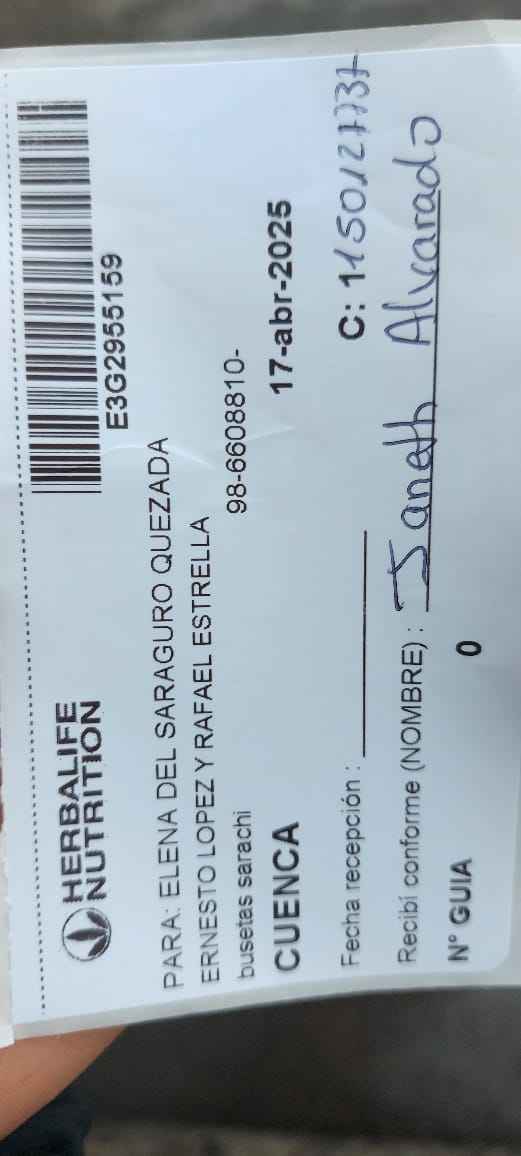 HERBALIFE
NUTRITION
E3G2955159
PARA: ELENA DEL SARAGURO QUEZADA
ERNESTO LOPEZ Y RAFAEL ESTRELLA
busetas sarachi 98-6608810-
CUENCA 17-abr-2025
Fecha recepción : C: 1150127737
Recibí conforme (NOMBRE) : Janeth Alvarado
N° GUIA 0